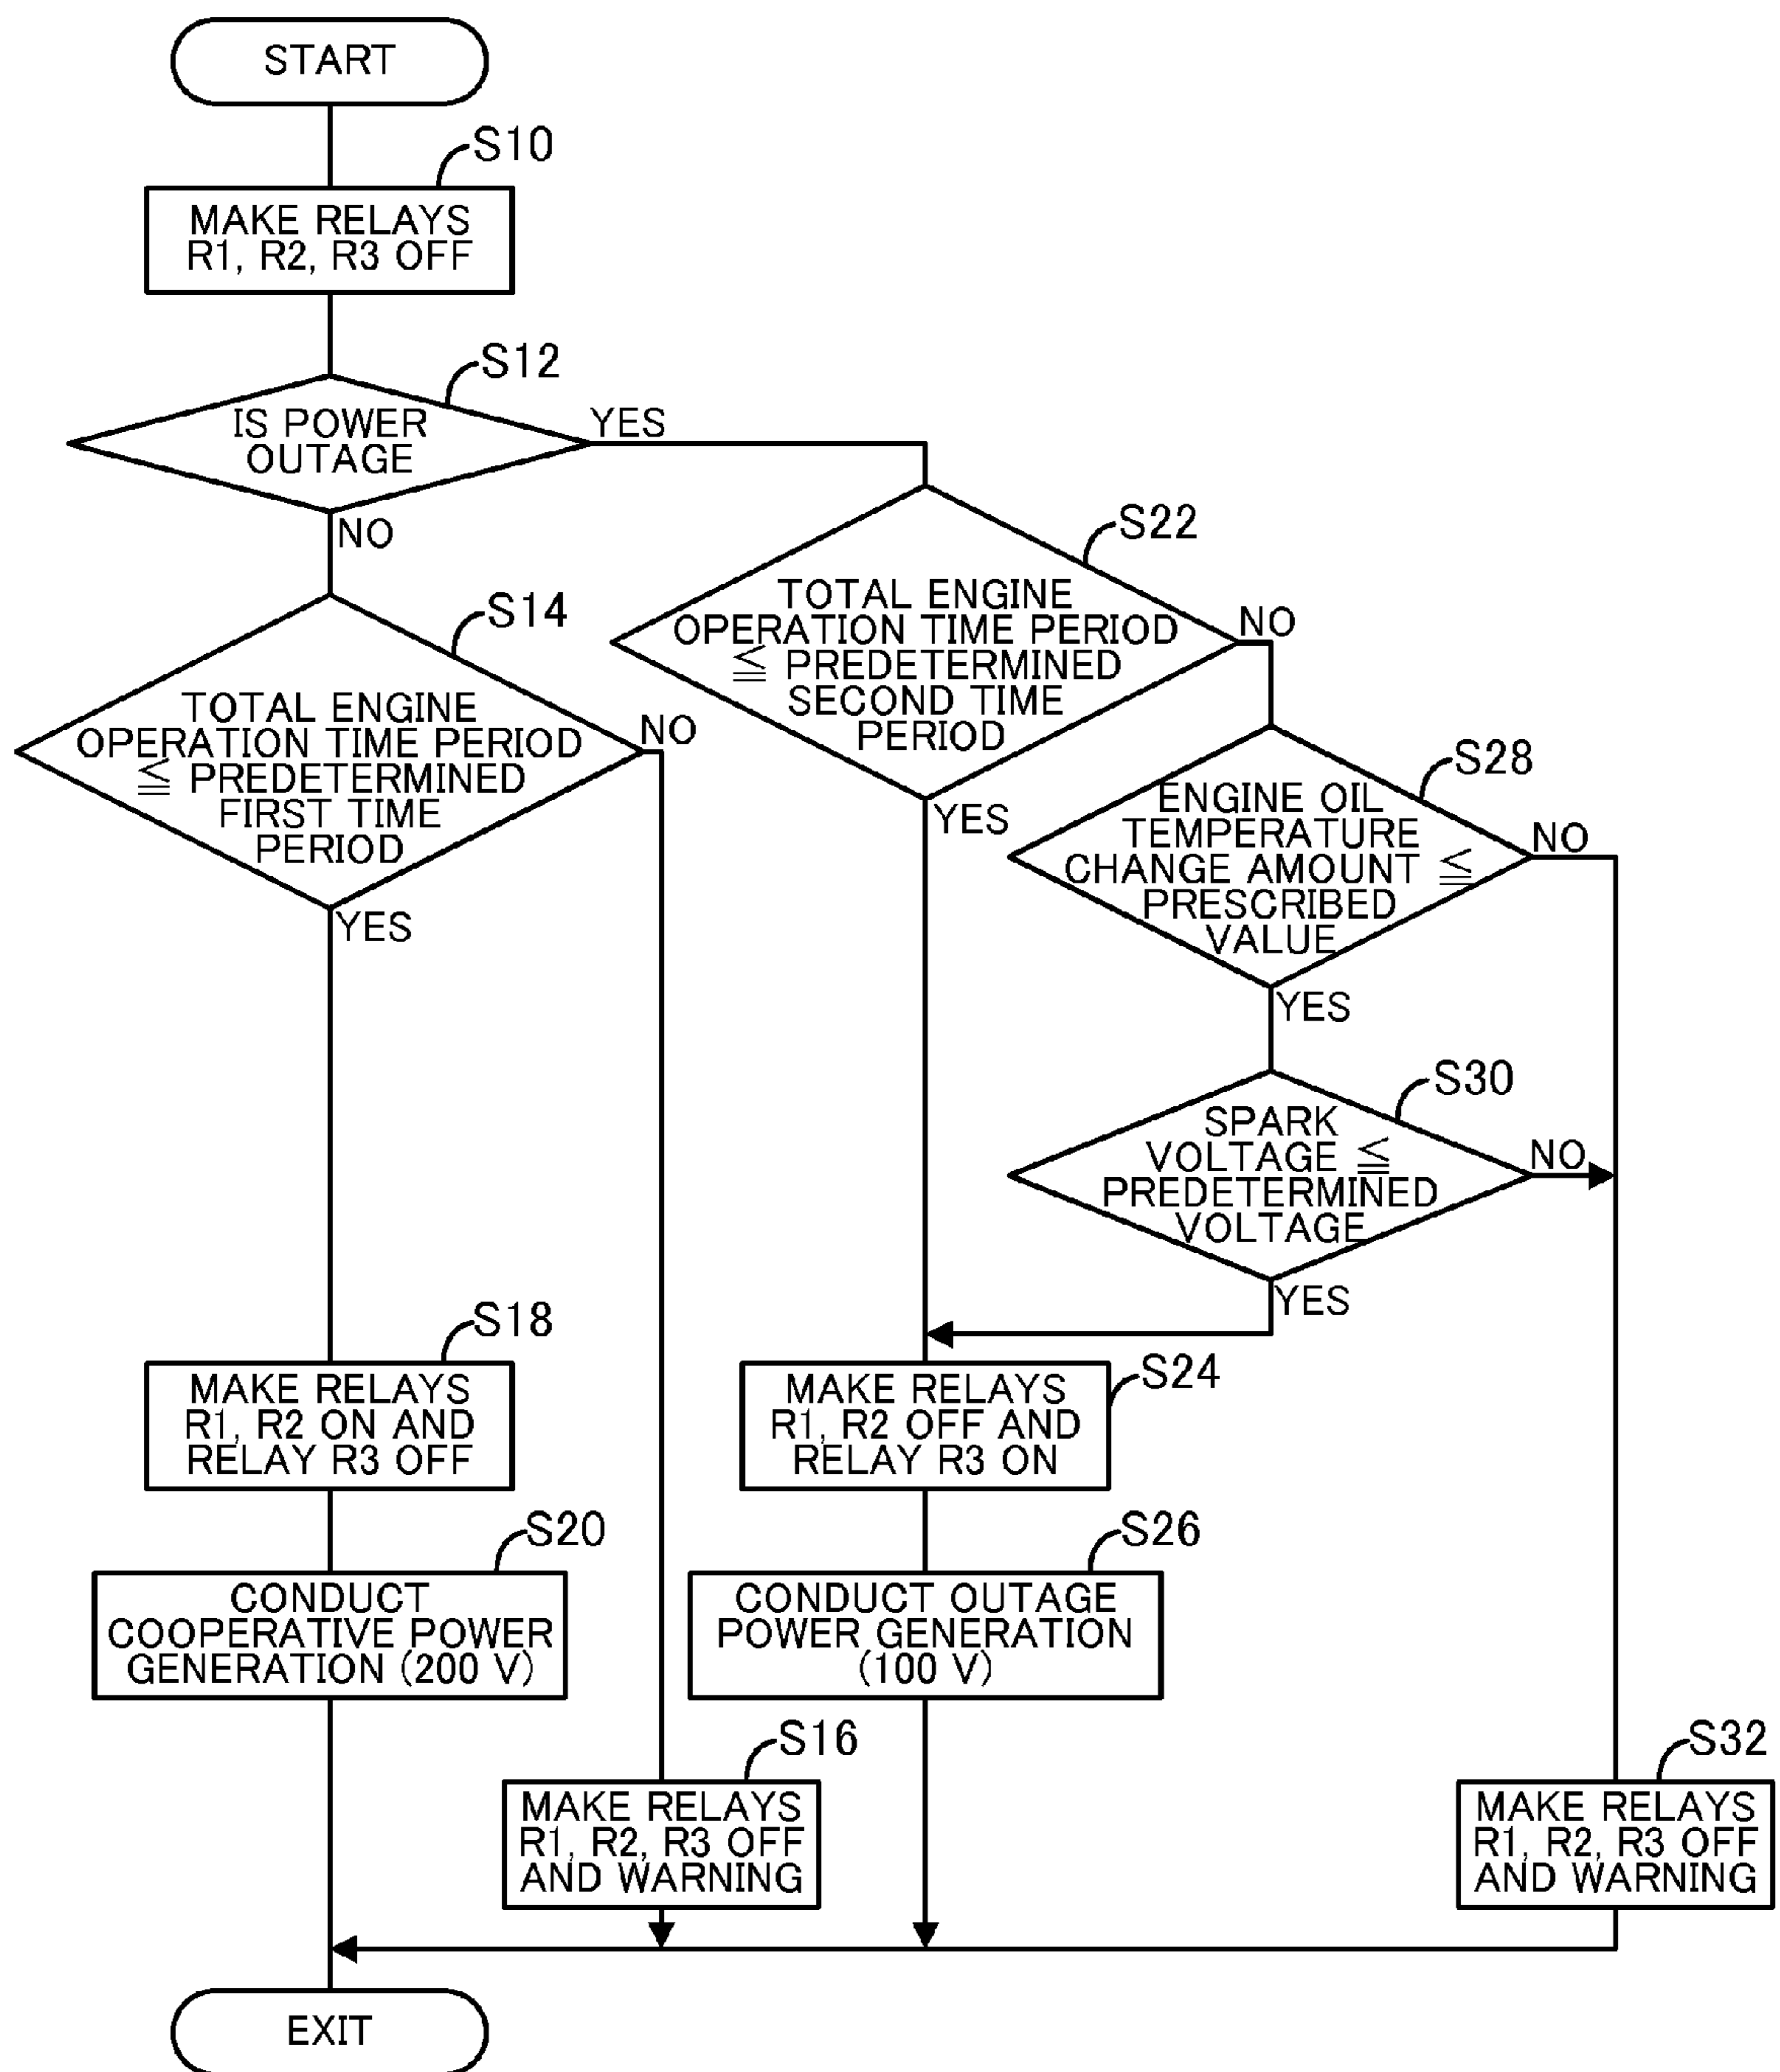 START
S10
MAKE RELAYS
R1, R2, R3 OFF
S12
IS POWER
OUTAGE
YES
NO
S14
TOTAL ENGINE
OPERATION TIME PERIOD
≦ PREDETERMINED
FIRST TIME
PERIOD
NO
YES
S22
TOTAL ENGINE
OPERATION TIME PERIOD
≦ PREDETERMINED
SECOND TIME
PERIOD
NO
YES
S28
ENGINE OIL
TEMPERATURE
CHANGE AMOUNT ≦
PRESCRIBED
VALUE
NO
YES
S30
SPARK
VOLTAGE ≦
PREDETERMINED
VOLTAGE
NO
YES
S18
MAKE RELAYS
R1, R2 ON AND
RELAY R3 OFF
S24
MAKE RELAYS
R1, R2 OFF AND
RELAY R3 ON
S20
CONDUCT
COOPERATIVE POWER
GENERATION (200 V)
S26
CONDUCT OUTAGE
POWER GENERATION
(100 V)
S16
MAKE RELAYS
R1, R2, R3 OFF
AND WARNING
S32
MAKE RELAYS
R1, R2, R3 OFF
AND WARNING
EXIT